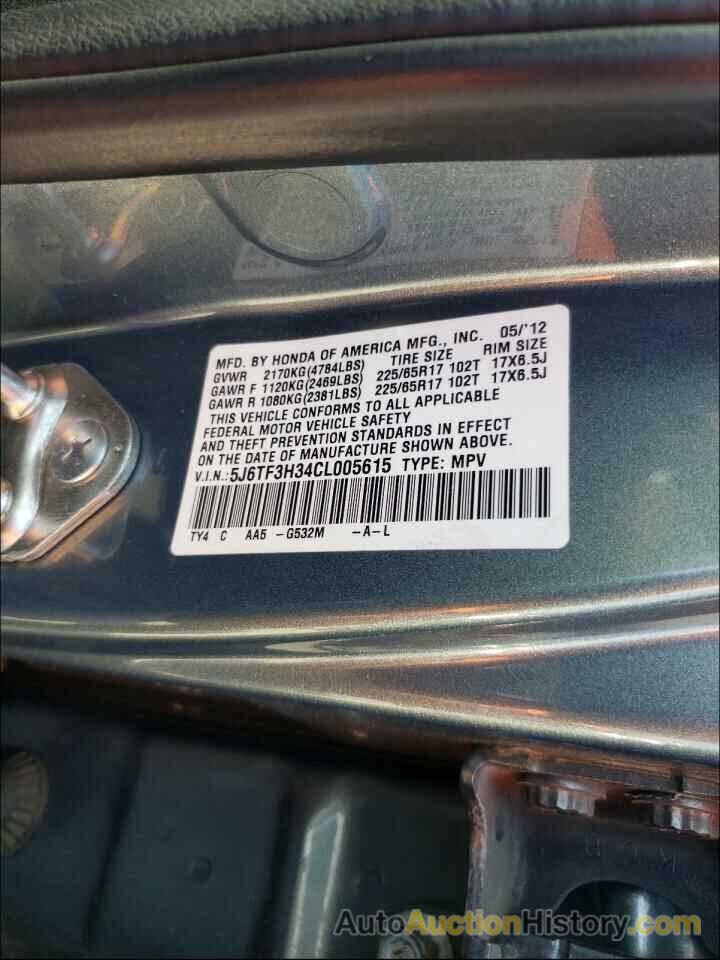 MFD. BY HONDA OF AMERICA MFG., INC. 05/'12
GVWR 2170KG(4784LBS) TIRE SIZE RIM SIZE
GAWR F 1120KG(2469LBS) 225/65R17 102T 17X6.5J
GAWR R 1080KG(2381LBS) 225/65R17 102T 17X6.5J
THIS VEHICLE CONFORMS TO ALL APPLICABLE
FEDERAL MOTOR VEHICLE SAFETY
AND THEFT PREVENTION STANDARDS IN EFFECT
ON THE DATE OF MANUFACTURE SHOWN ABOVE.
V.I.N.:5J6TF3H34CL005615 TYPE: MPV
TY4 C AA5 -G532M -A-L
AutoAuctionHistory.com